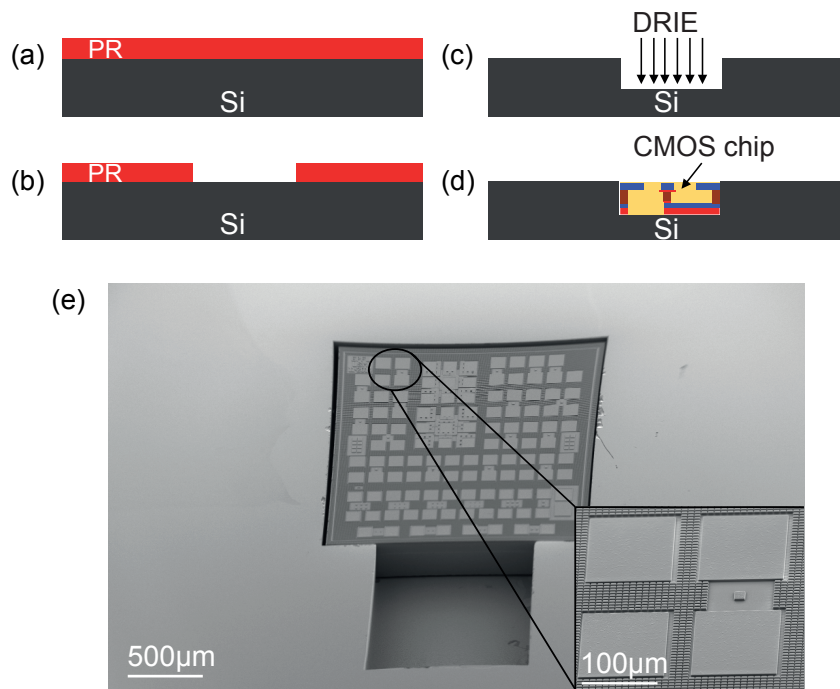 (a)
PR
Si
(b)
PR
Si
(c)
DRIE
Si
(d)
CMOS chip
Si
(e)
500µm
100µm